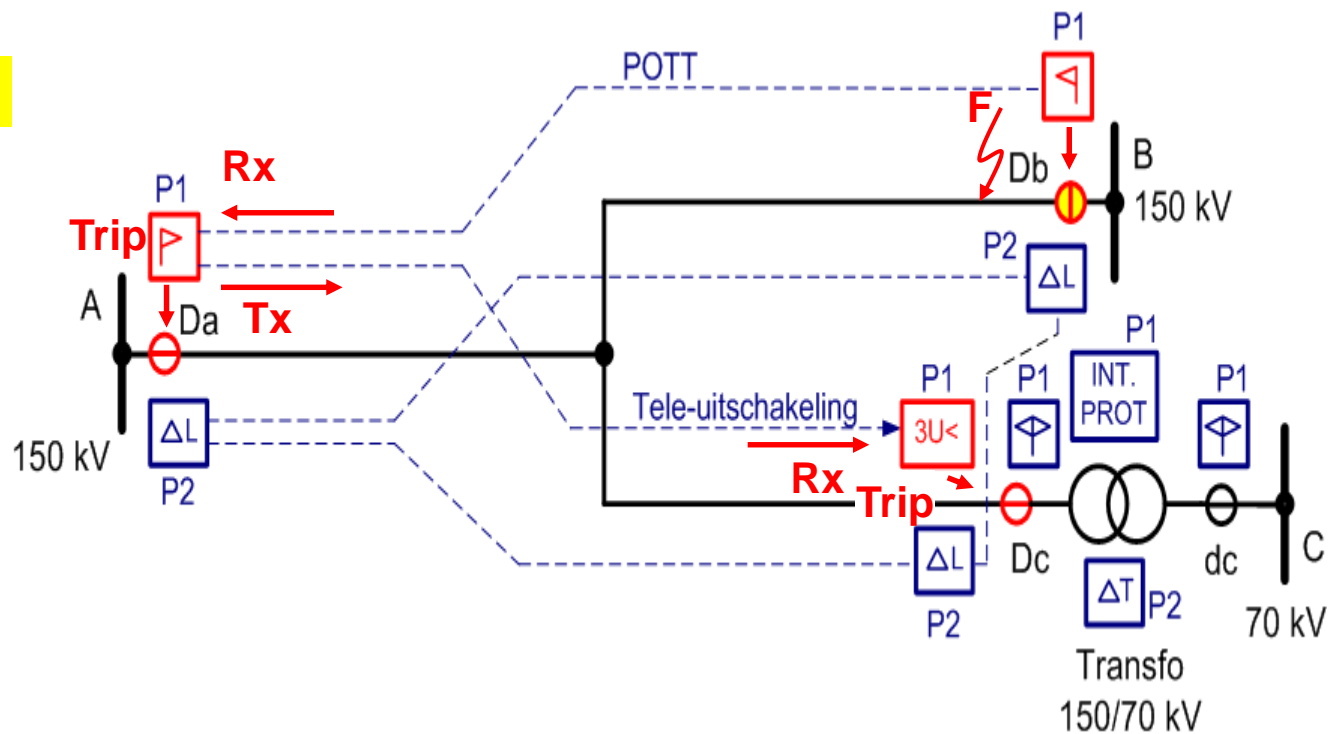 P1
POTT
F
Rx
P1
Db
B
150 kV
Trip
P2
ΔL
A
Da
Tx
P1
INT.
PROT
P1
P1
P1
Tele-uitschakeling
3U<
ΔL
150 kV
P2
Rx
Trip
ΔL
P2
Dc
dc
C
ΔT
P2
70 kV
Transfo
150/70 kV